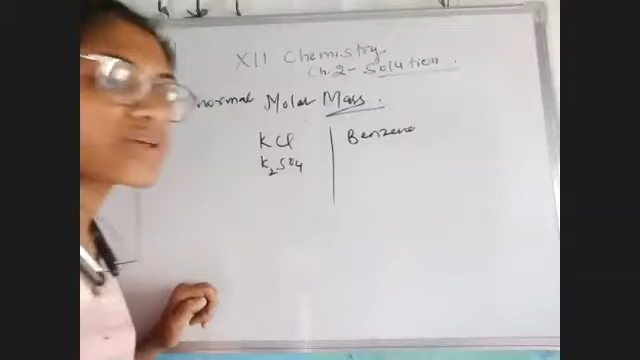 XII Chemistry.
Ch. 2 - Solution.
normal Molar Mass.
KCl
K2SO4
Benzene